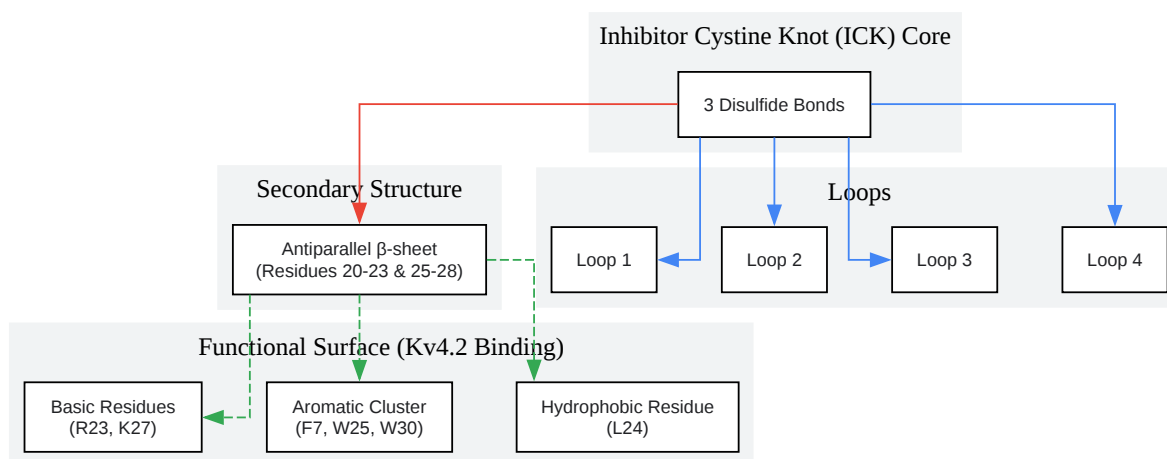 Inhibitor Cystine Knot (ICK) Core
3 Disulfide Bonds
Secondary Structure
Loops
Antiparallel β-sheet
(Residues 20-23 & 25-28)
Loop 1
Loop 2
Loop 3
Loop 4
Functional Surface (Kv4.2 Binding)
Basic Residues
(R23, K27)
Aromatic Cluster
(F7, W25, W30)
Hydrophobic Residue
(L24)